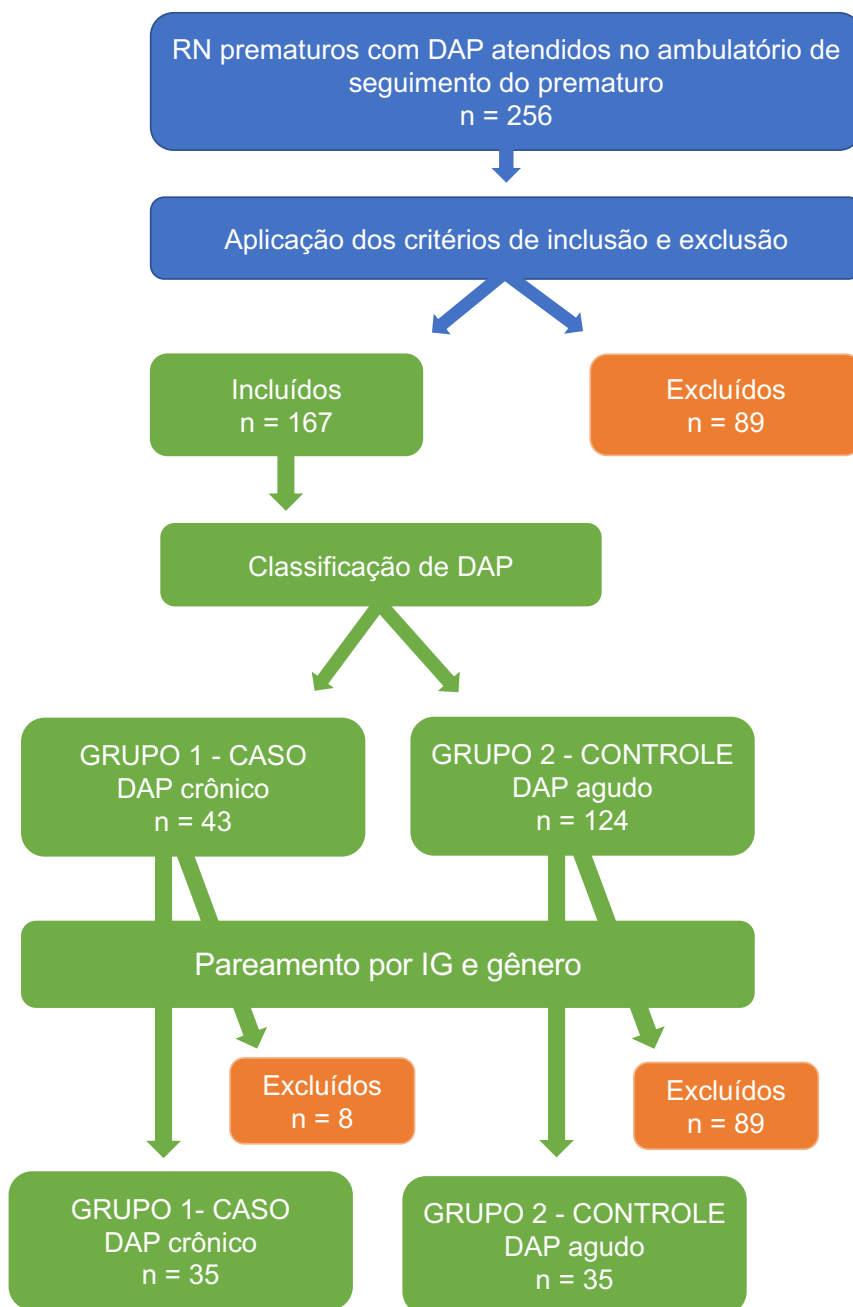 RN prematuros com DAP atendidos no ambulatório de
seguimento do prematuro
n = 256
Aplicação dos critérios de inclusão e exclusão
Incluídos
n = 167
Excluídos
n = 89
Classificação de DAP
GRUPO 1 - CASO
DAP crônico
n = 43
GRUPO 2 - CONTROLE
DAP agudo
n = 124
Pareamento por IG e gênero
Excluídos
n = 8
Excluídos
n = 89
GRUPO 1- CASO
DAP crônico
n = 35
GRUPO 2 - CONTROLE
DAP agudo
n = 35